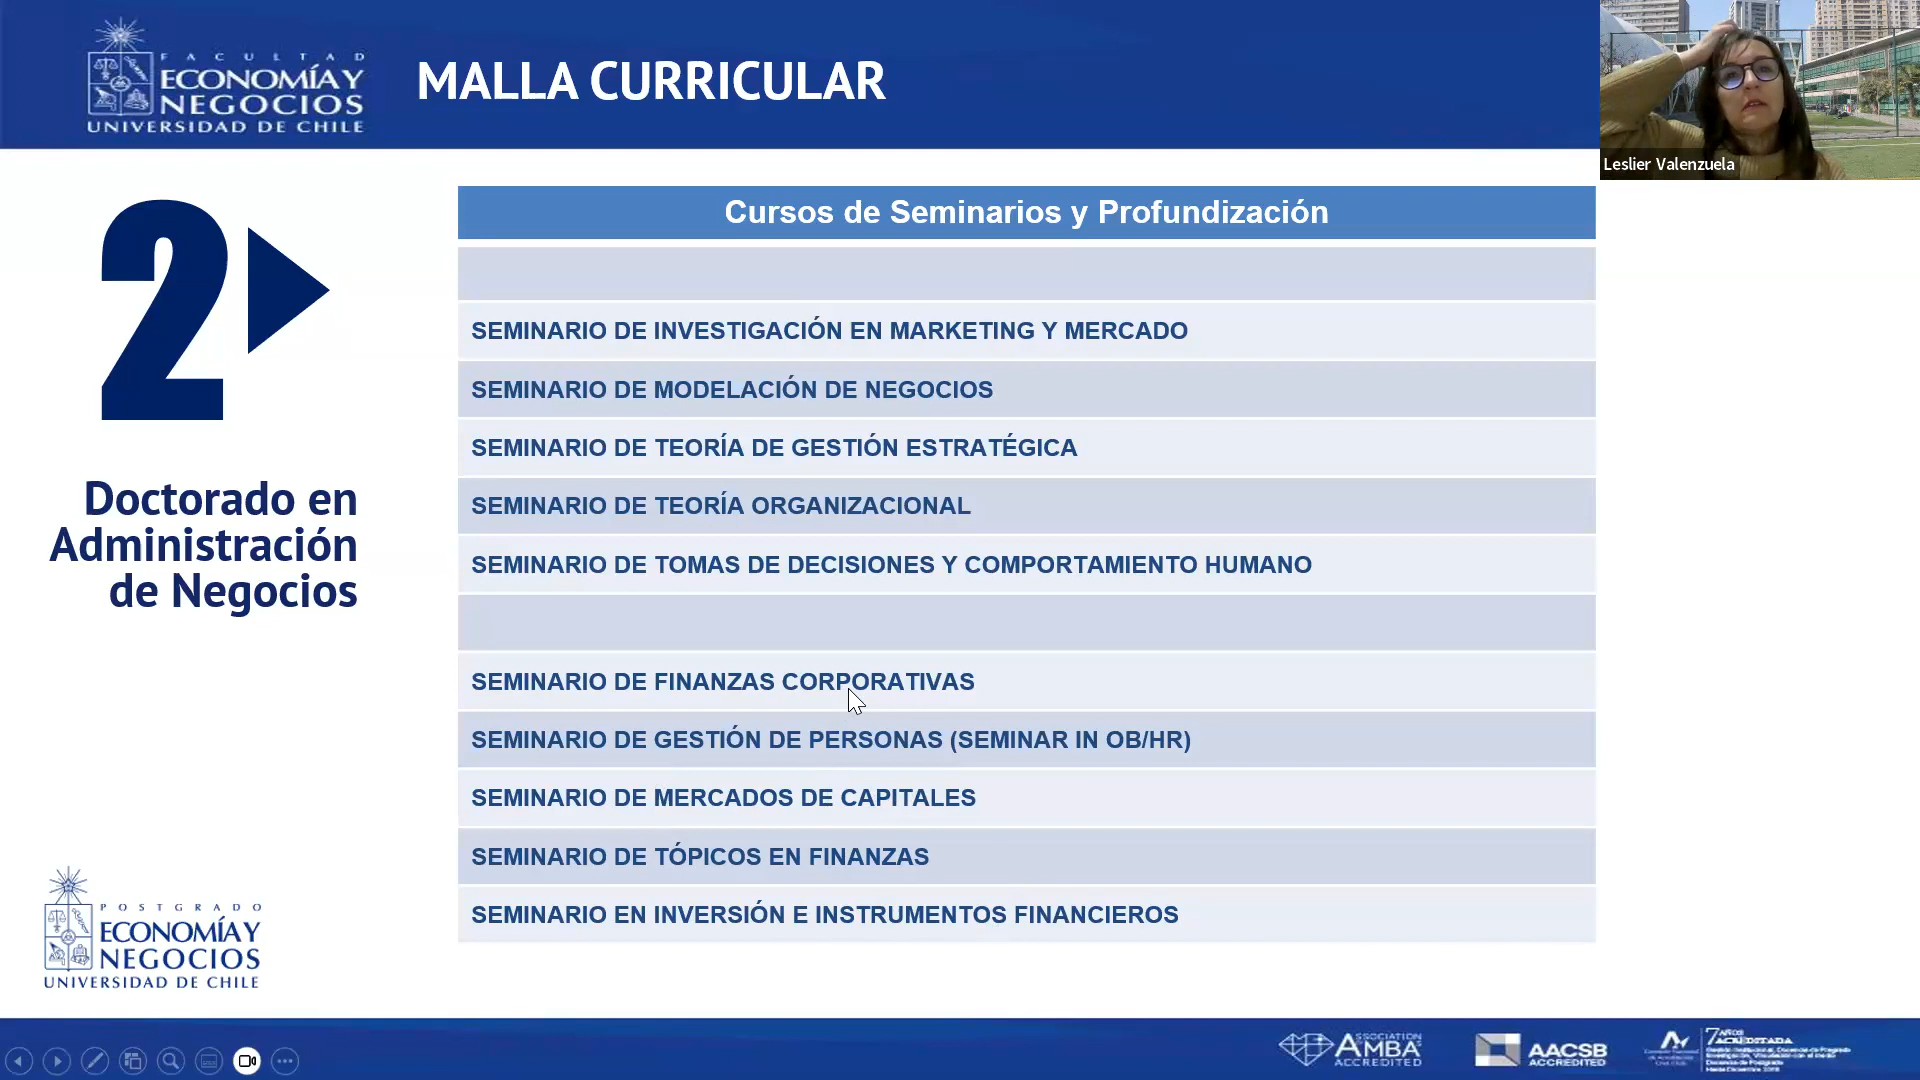 FACULTAD
ECONOMÍA Y
NEGOCIOS
UNIVERSIDAD DE CHILE
MALLA CURRICULAR
Leslier Valenzuela
2
Doctorado en
Administración
de Negocios
Cursos de Seminarios y Profundización
SEMINARIO DE INVESTIGACIÓN EN MARKETING Y MERCADO
SEMINARIO DE MODELACIÓN DE NEGOCIOS
SEMINARIO DE TEORÍA DE GESTIÓN ESTRATÉGICA
SEMINARIO DE TEORÍA ORGANIZACIONAL
SEMINARIO DE TOMAS DE DECISIONES Y COMPORTAMIENTO HUMANO
SEMINARIO DE FINANZAS CORPORATIVAS
SEMINARIO DE GESTIÓN DE PERSONAS (SEMINAR IN OB/HR)
SEMINARIO DE MERCADOS DE CAPITALES
SEMINARIO DE TÓPICOS EN FINANZAS
SEMINARIO EN INVERSIÓN E INSTRUMENTOS FINANCIEROS
POSTGRADO
ECONOMÍA Y
NEGOCIOS
UNIVERSIDAD DE CHILE
ASSOCIATION
AMBA
ACCREDITED
AACSB
ACCREDITED
7 AÑOS
ACREDITADA